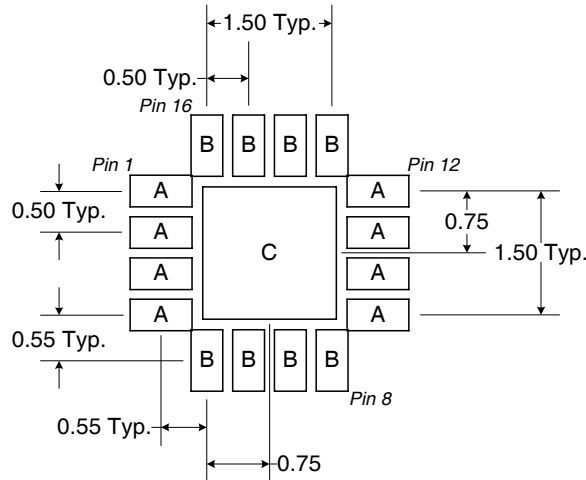 1.50 Typ.
0.50 Typ.
Pin 16
B B B B
Pin 1
Pin 12
A A
0.50 Typ.
0.75
A A
C
1.50 Typ.
A A
A A
0.55 Typ.
B B B B
Pin 8
0.55 Typ.
0.75